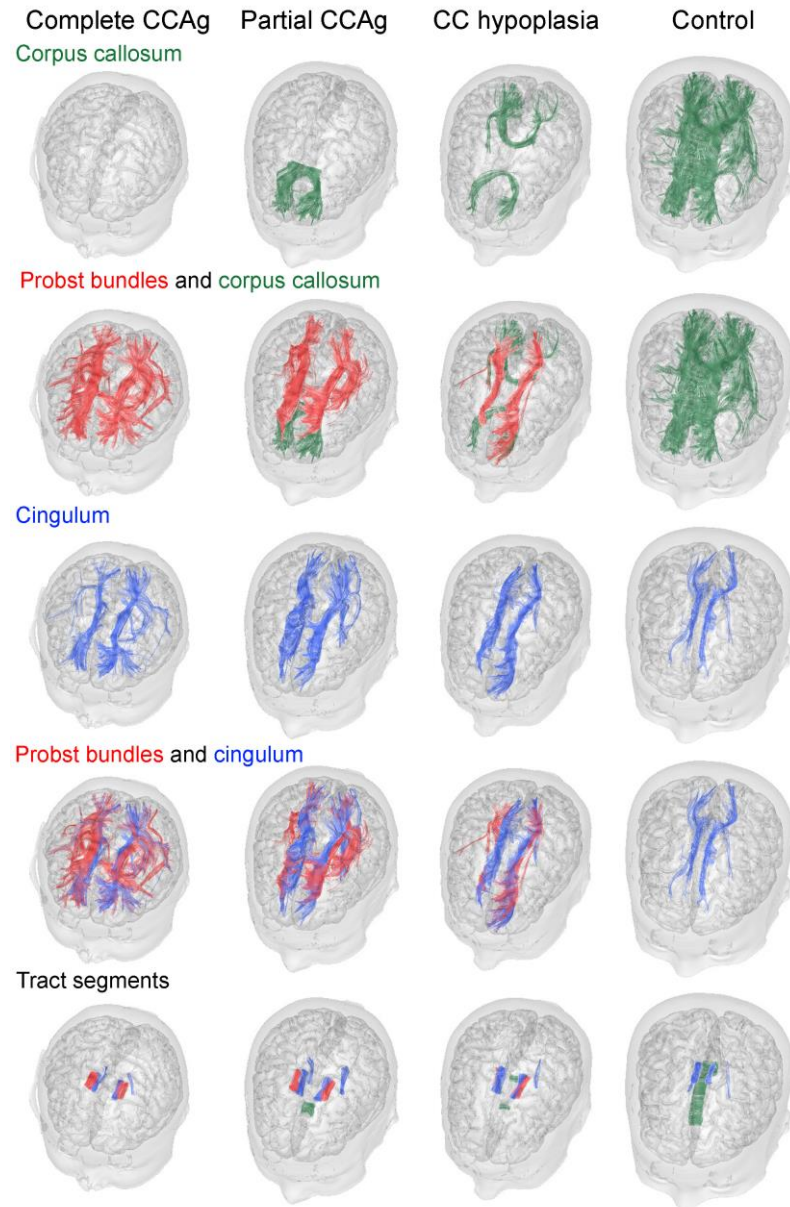 Complete CCAg Partial CCAg CC hypoplasia Control
Corpus callosum
Probst bundles and corpus callosum
Cingulum
Probst bundles and cingulum
Tract segments